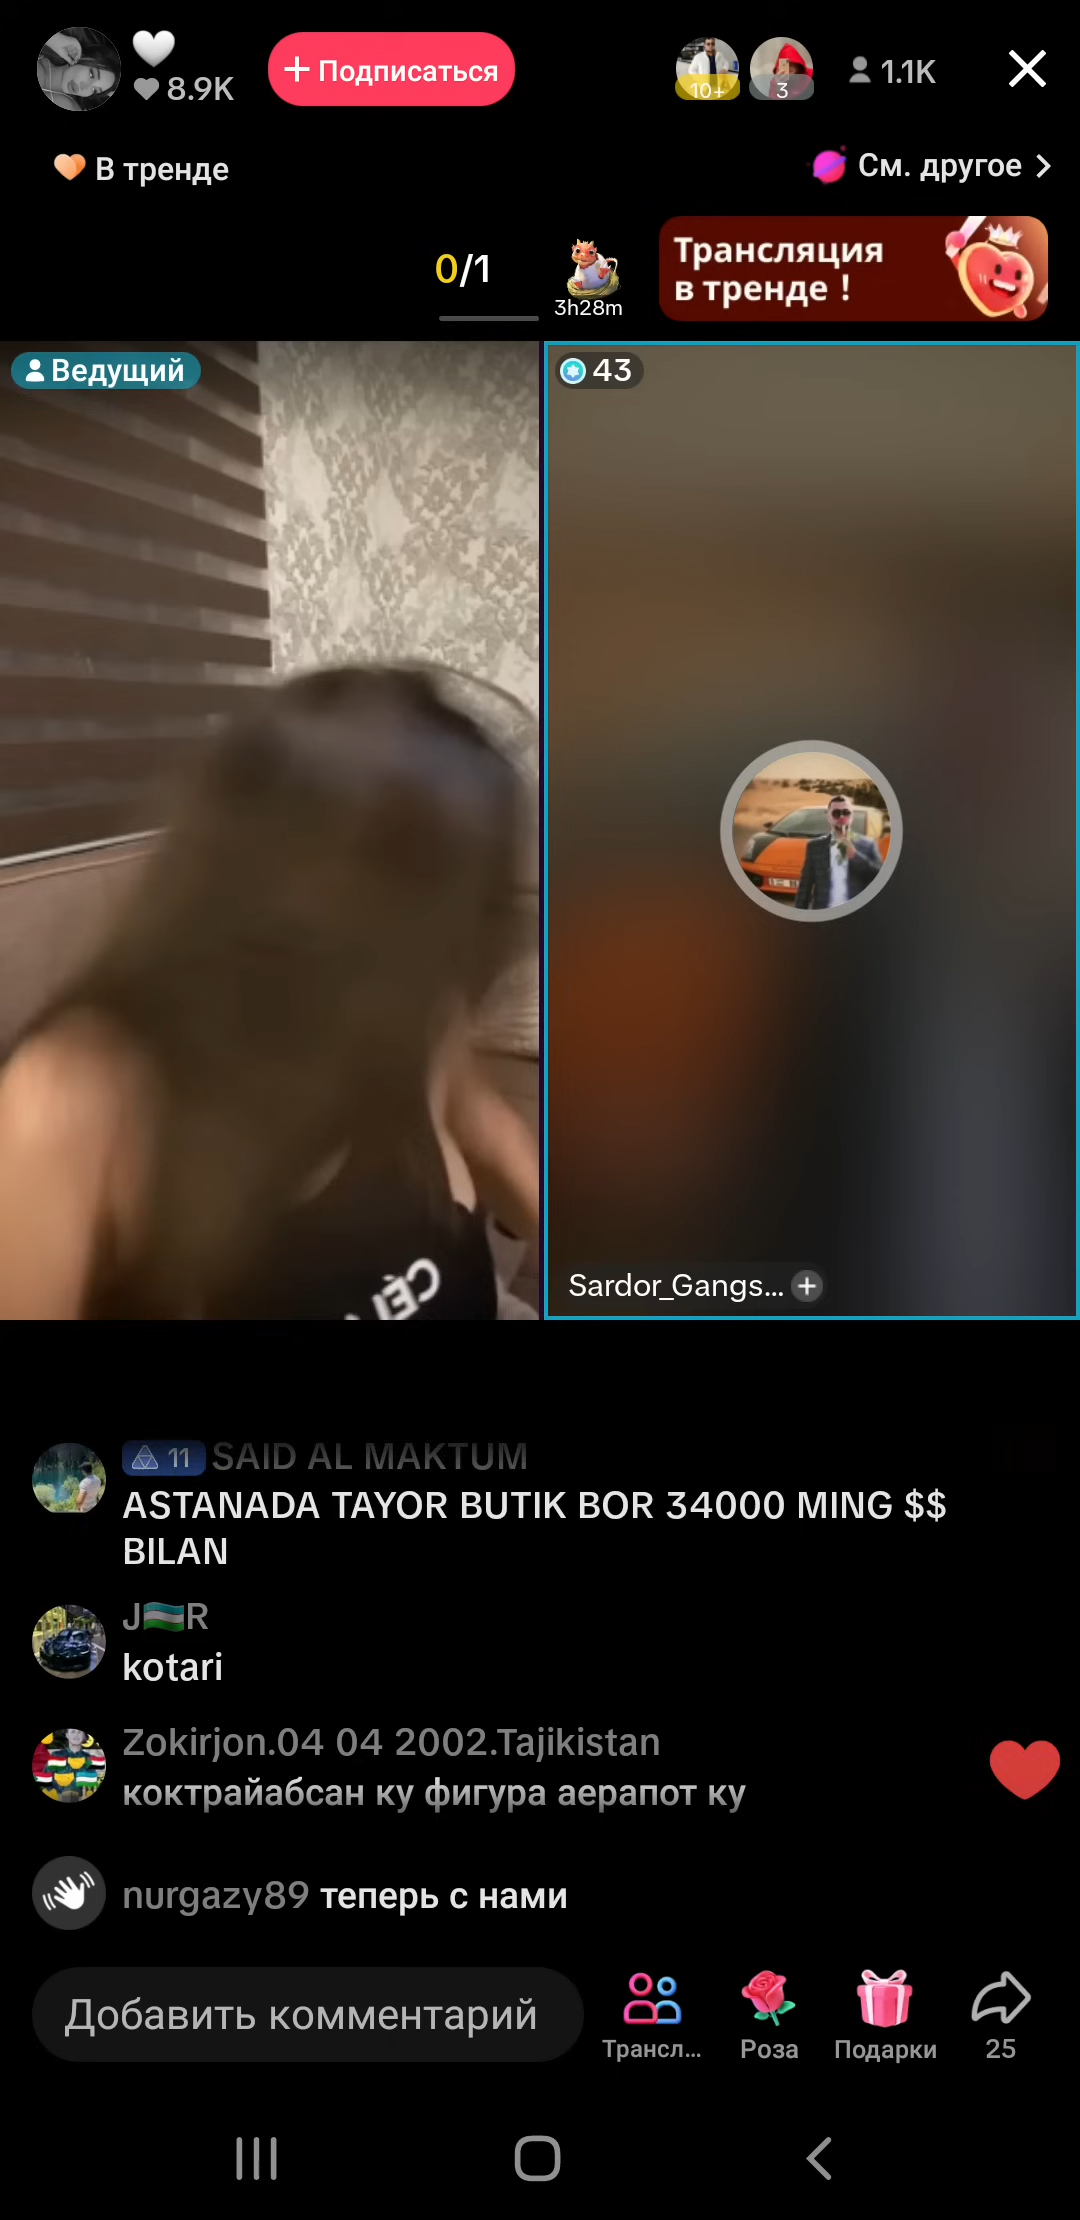 🤍
8.9K
+ Подписаться
10+
3
1.1K
В тренде
См. другое
0/1
3h28m
Трансляция
в тренде !
Ведущий
43
Sardor_Gangs...
11 SAID AL MAKTUM
ASTANADA TAYOR BUTIK BOR 34000 MING $$
BILAN
J🇺🇿R
kotari
Zokirjon.04 04 2002.Tajikistan
коктрайабсан ку фигура аерапот ку
nurgazy89 теперь с нами
Добавить комментарий
Трансл...
Роза
Подарки
25